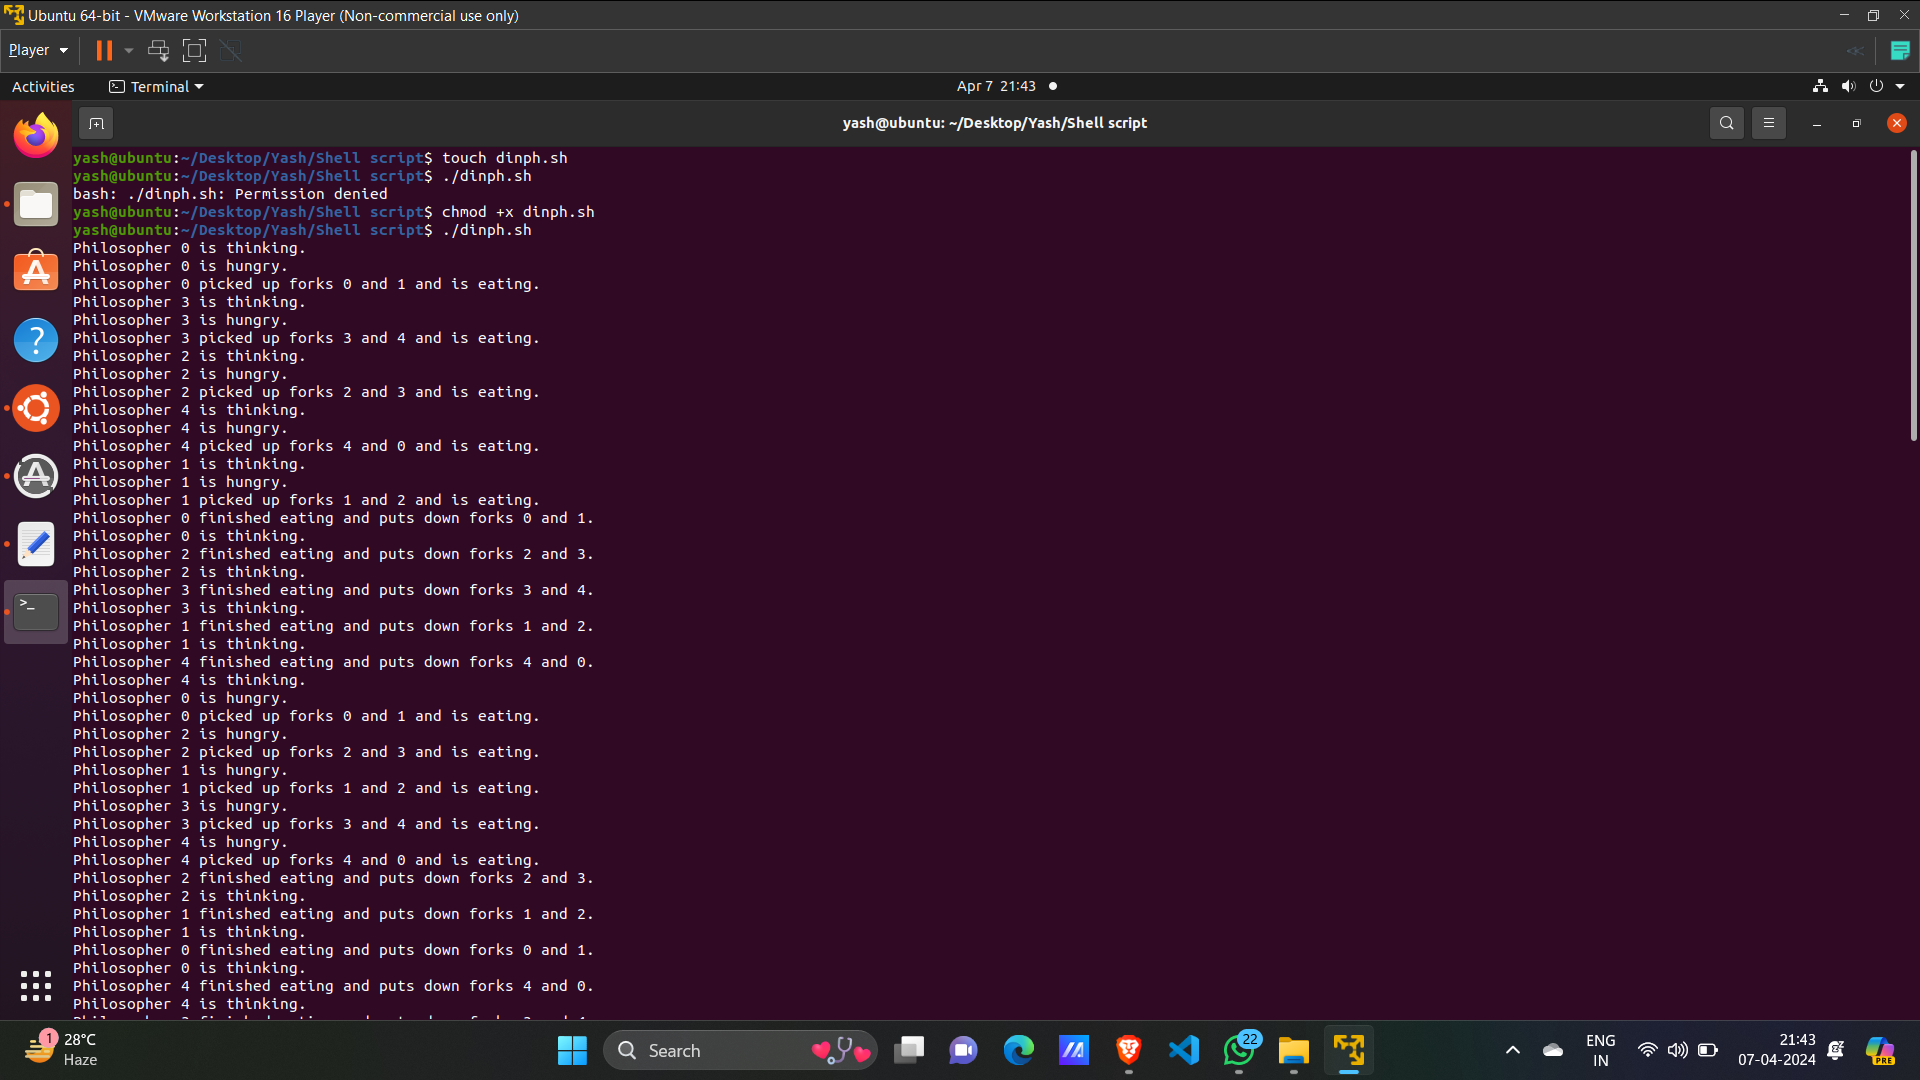 Ubuntu 64-bit - VMware Workstation 16 Player (Non-commercial use only)
Player
Activities
Terminal
Apr 7 21:43
yash@ubuntu: ~/Desktop/Yash/Shell script
yash@ubuntu:~/Desktop/Yash/Shell script$ touch dinph.sh
yash@ubuntu:~/Desktop/Yash/Shell script$ ./dinph.sh
bash: ./dinph.sh: Permission denied
yash@ubuntu:~/Desktop/Yash/Shell script$ chmod +x dinph.sh
yash@ubuntu:~/Desktop/Yash/Shell script$ ./dinph.sh
Philosopher 0 is thinking.
Philosopher 0 is hungry.
Philosopher 0 picked up forks 0 and 1 and is eating.
Philosopher 3 is thinking.
Philosopher 3 is hungry.
Philosopher 3 picked up forks 3 and 4 and is eating.
Philosopher 2 is thinking.
Philosopher 2 is hungry.
Philosopher 2 picked up forks 2 and 3 and is eating.
Philosopher 4 is thinking.
Philosopher 4 is hungry.
Philosopher 4 picked up forks 4 and 0 and is eating.
Philosopher 1 is thinking.
Philosopher 1 is hungry.
Philosopher 1 picked up forks 1 and 2 and is eating.
Philosopher 0 finished eating and puts down forks 0 and 1.
Philosopher 0 is thinking.
Philosopher 2 finished eating and puts down forks 2 and 3.
Philosopher 2 is thinking.
Philosopher 3 finished eating and puts down forks 3 and 4.
Philosopher 3 is thinking.
Philosopher 1 finished eating and puts down forks 1 and 2.
Philosopher 1 is thinking.
Philosopher 4 finished eating and puts down forks 4 and 0.
Philosopher 4 is thinking.
Philosopher 0 is hungry.
Philosopher 0 picked up forks 0 and 1 and is eating.
Philosopher 2 is hungry.
Philosopher 2 picked up forks 2 and 3 and is eating.
Philosopher 1 is hungry.
Philosopher 1 picked up forks 1 and 2 and is eating.
Philosopher 3 is hungry.
Philosopher 3 picked up forks 3 and 4 and is eating.
Philosopher 4 is hungry.
Philosopher 4 picked up forks 4 and 0 and is eating.
Philosopher 2 finished eating and puts down forks 2 and 3.
Philosopher 2 is thinking.
Philosopher 1 finished eating and puts down forks 1 and 2.
Philosopher 1 is thinking.
Philosopher 0 finished eating and puts down forks 0 and 1.
Philosopher 0 is thinking.
Philosopher 4 finished eating and puts down forks 4 and 0.
Philosopher 4 is thinking.
1
28°C
Haze
Search
22
ENG
IN
21:43
07-04-2024
PRE